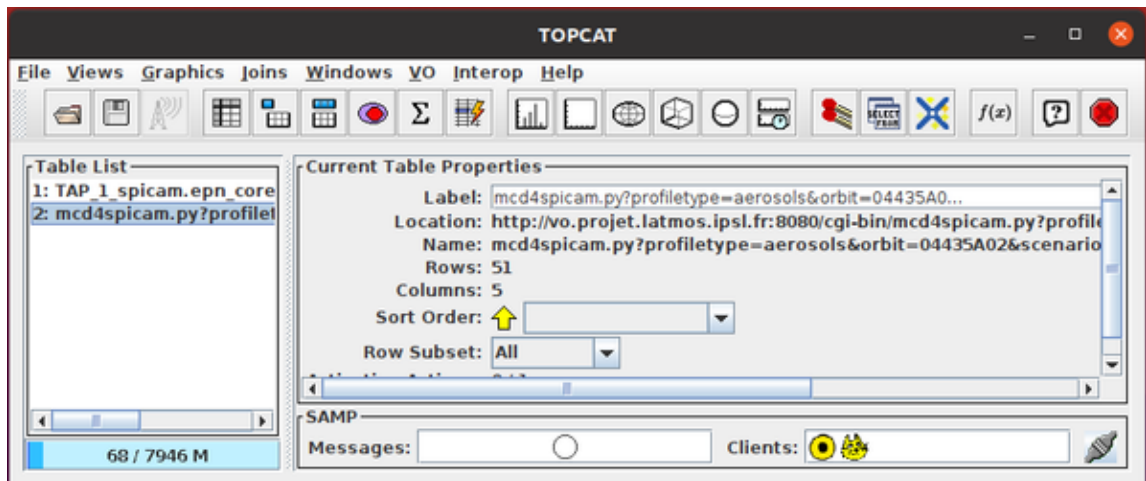 TOPCAT
File Views Graphics Joins Windows VO Interop Help
Σ SELECT FROM f(x) ?
Table List
1: TAP_1_spicam.epn_core
2: mcd4spicam.py?profilet
68 / 7946 M
Current Table Properties
Label: mcd4spicam.py?profiletype=aerosols&orbit=04435A0...
Location: http://vo.projet.latmos.ipsl.fr:8080/cgi-bin/mcd4spicam.py?profile
Name: mcd4spicam.py?profiletype=aerosols&orbit=04435A02&scenario
Rows: 51
Columns: 5
Sort Order:
Row Subset: All
SAMP
Messages: Clients: